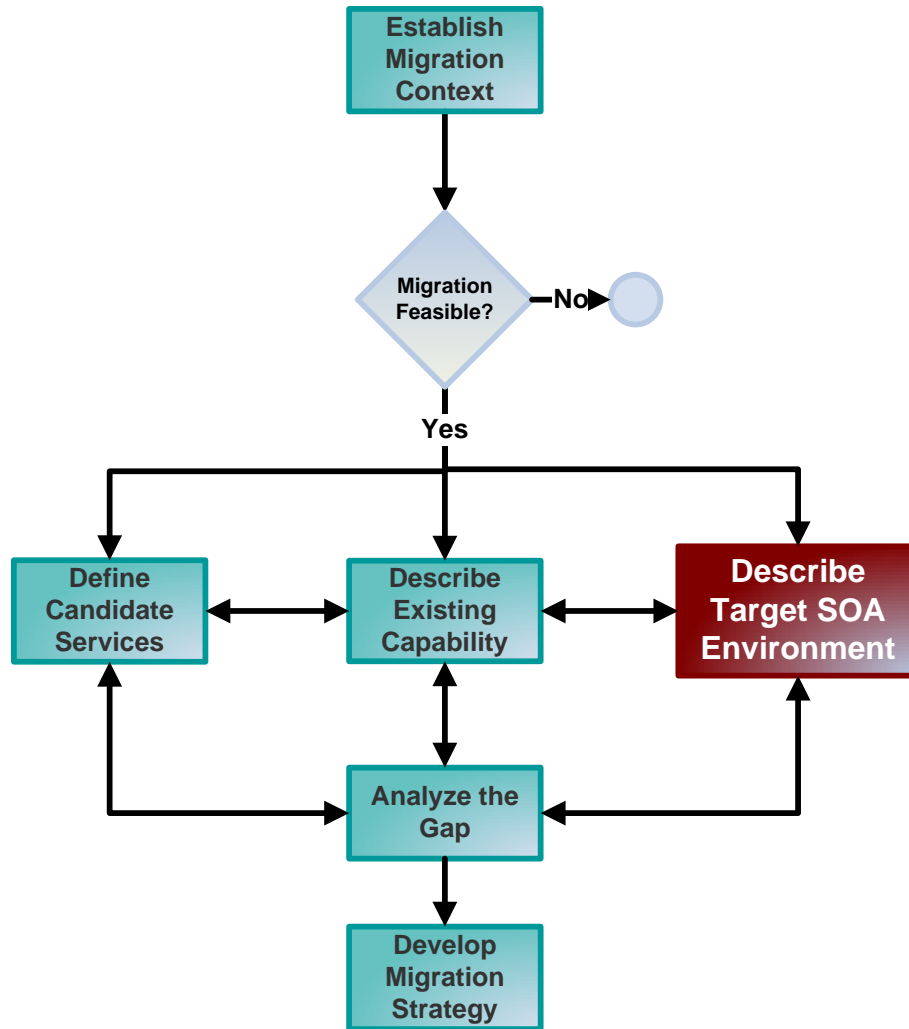 Establish
Migration
Context
Migration
Feasible?
No
Yes
Define
Candidate
Services
Describe
Existing
Capability
Describe
Target SOA
Environment
Analyze the
Gap
Develop
Migration
Strategy